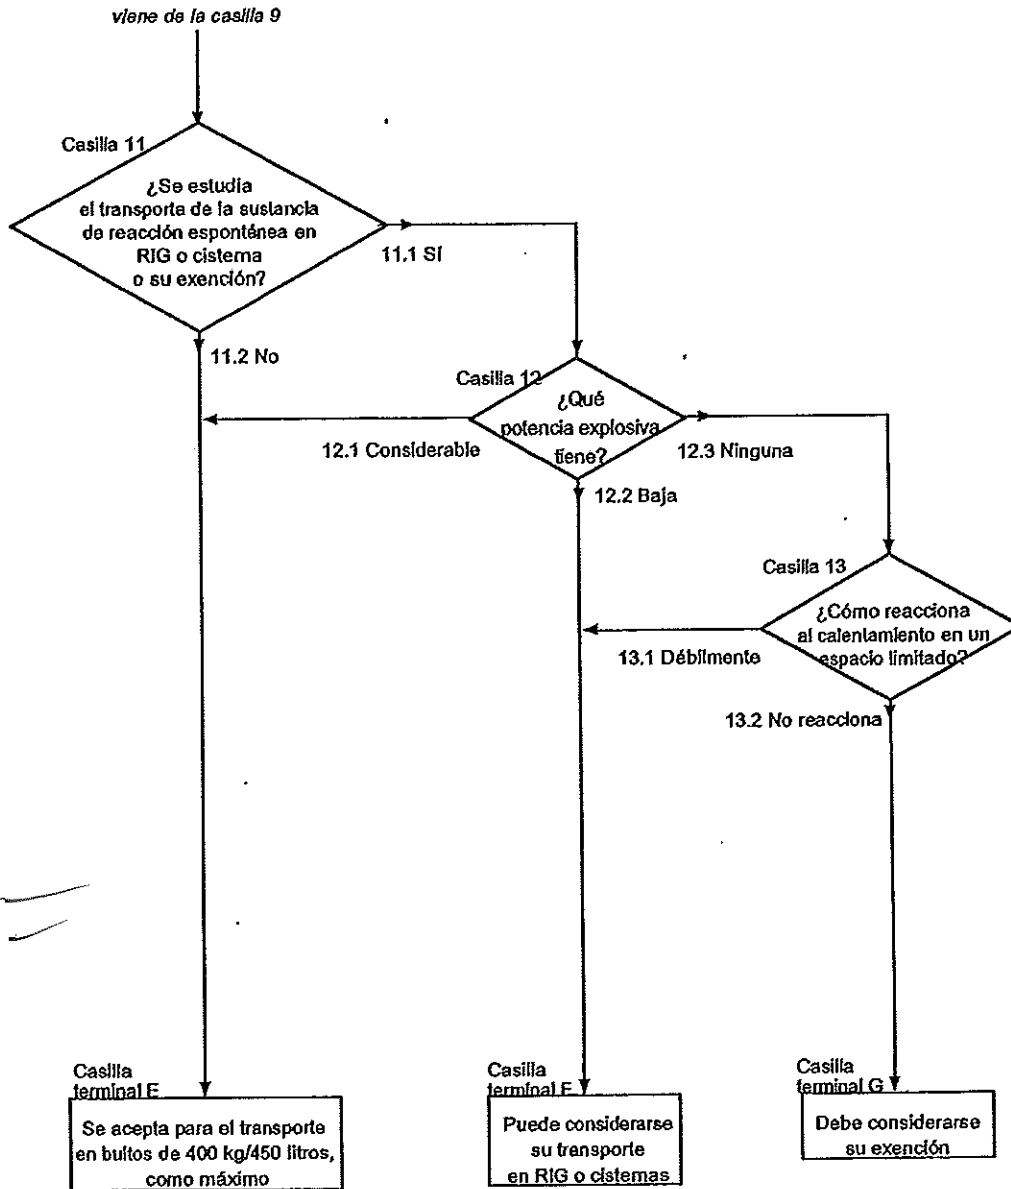 viene de la casilla 9
Casilla 11
¿Se estudia
el transporte de la sustancia
de reacción espontánea en
RIG o cisterna
o su exención?
11.1 Sí
11.2 No
Casilla 12
¿Qué
potencia explosiva
tiene?
12.1 Considerable
12.3 Ninguna
12.2 Baja
Casilla 13
¿Cómo reacciona
al calentamiento en un
espacio limitado?
13.1 Débilmente
13.2 No reacciona
Casilla
terminal E
Se acepta para el transporte
en bultos de 400 kg/450 litros,
como máximo
Casilla
terminal F
Puede considerarse
su transporte
en RIG o cisternas
Casilla
terminal G
Debe considerarse
su exención